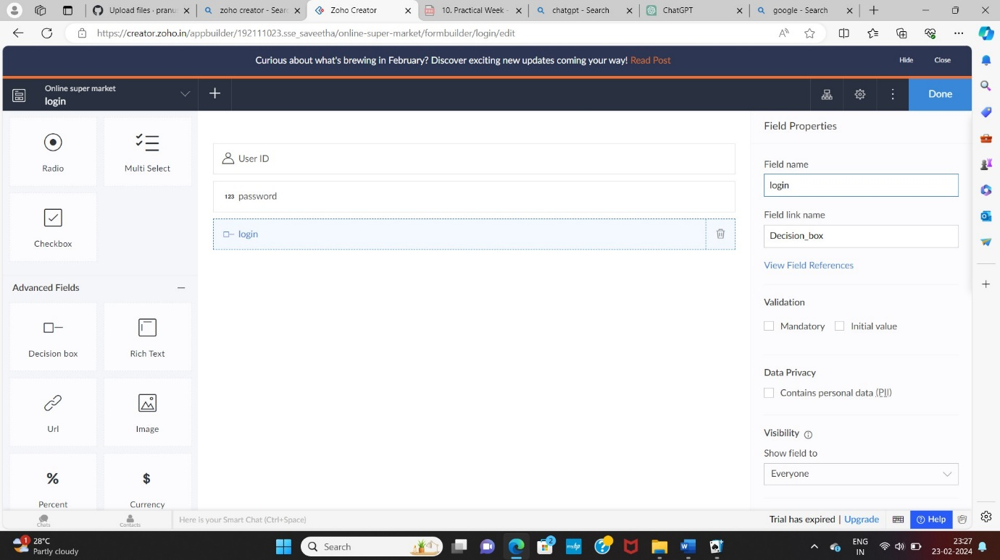 Upload files · pranu
zoho creator - Sear
Zoho Creator
10. Practical Week -
chatgpt - Search
ChatGPT
google - Search
https://creator.zoho.in/appbuilder/192111023.sse_saveetha/online-super-market/formbuilder/login/edit
Curious about what's brewing in February? Discover exciting new updates coming your way! Read Post
Hide
Close
Online super market
login
Done
Radio
Multi Select
Checkbox
Advanced Fields
Decision box
Rich Text
Url
Image
%
$
Percent
Currency
User ID
123 password
login
Field Properties
Field name
login
Field link name
Decision_box
View Field References
Validation
Mandatory
Initial value
Data Privacy
Contains personal data (PII)
Visibility
Show field to
Everyone
Chats
Contacts
Here is your Smart Chat (Ctrl+Space)
Trial has expired | Upgrade
Help
1
28°C
Partly cloudy
Search
2
ENG
IN
23:27
23-02-2024